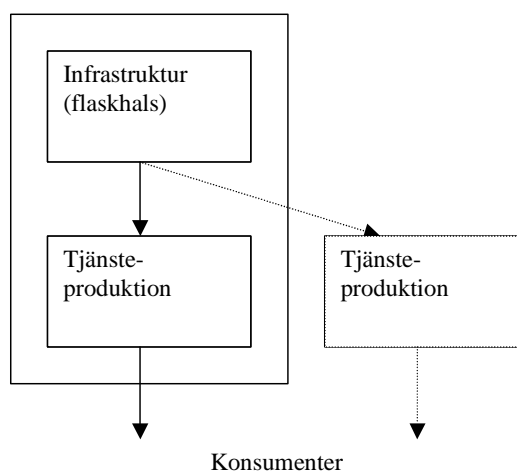 Infrastruktur
(flaskhals)
Tjänste-
produktion
Tjänste-
produktion
Konsumenter